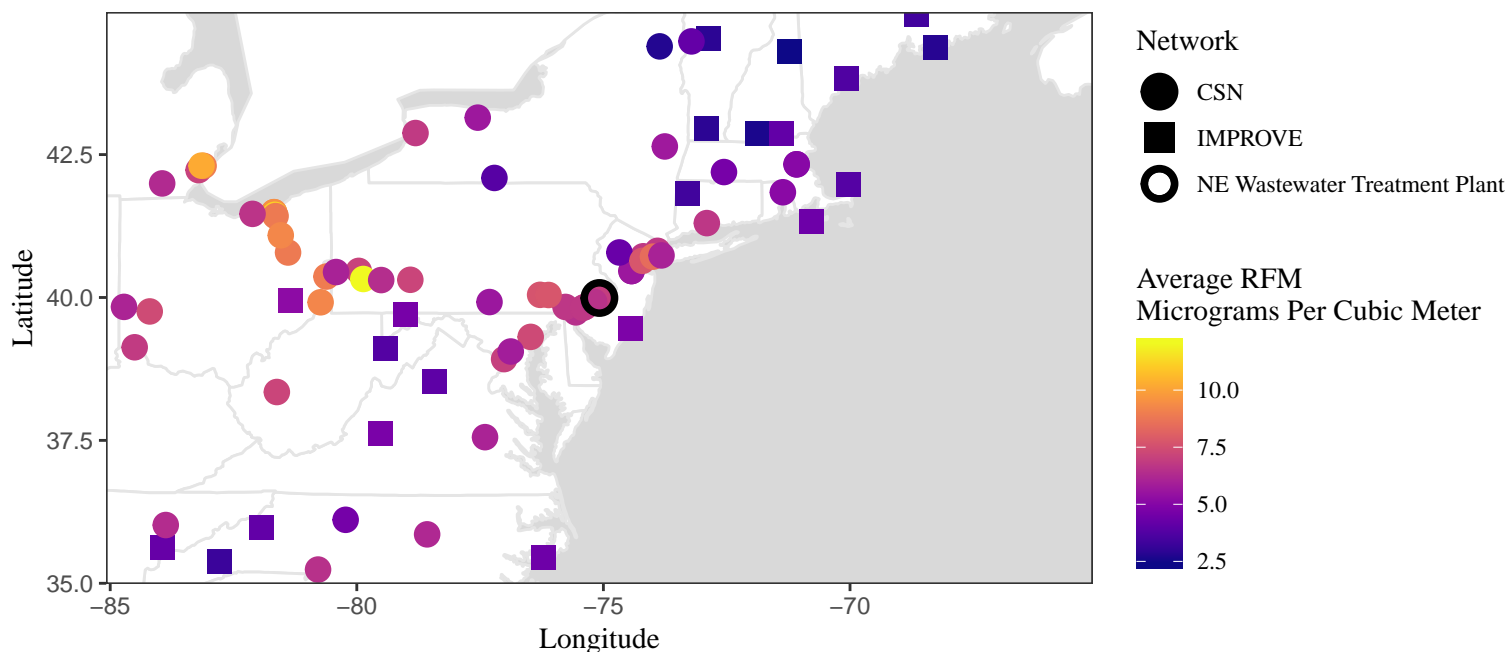 42.5
40.0
37.5
35.0
Latitude
−85
−80
−75
−70
Longitude
Network
CSN
IMPROVE
NE Wastewater Treatment Plant
Average RFM
Micrograms Per Cubic Meter
10.0
7.5
5.0
2.5